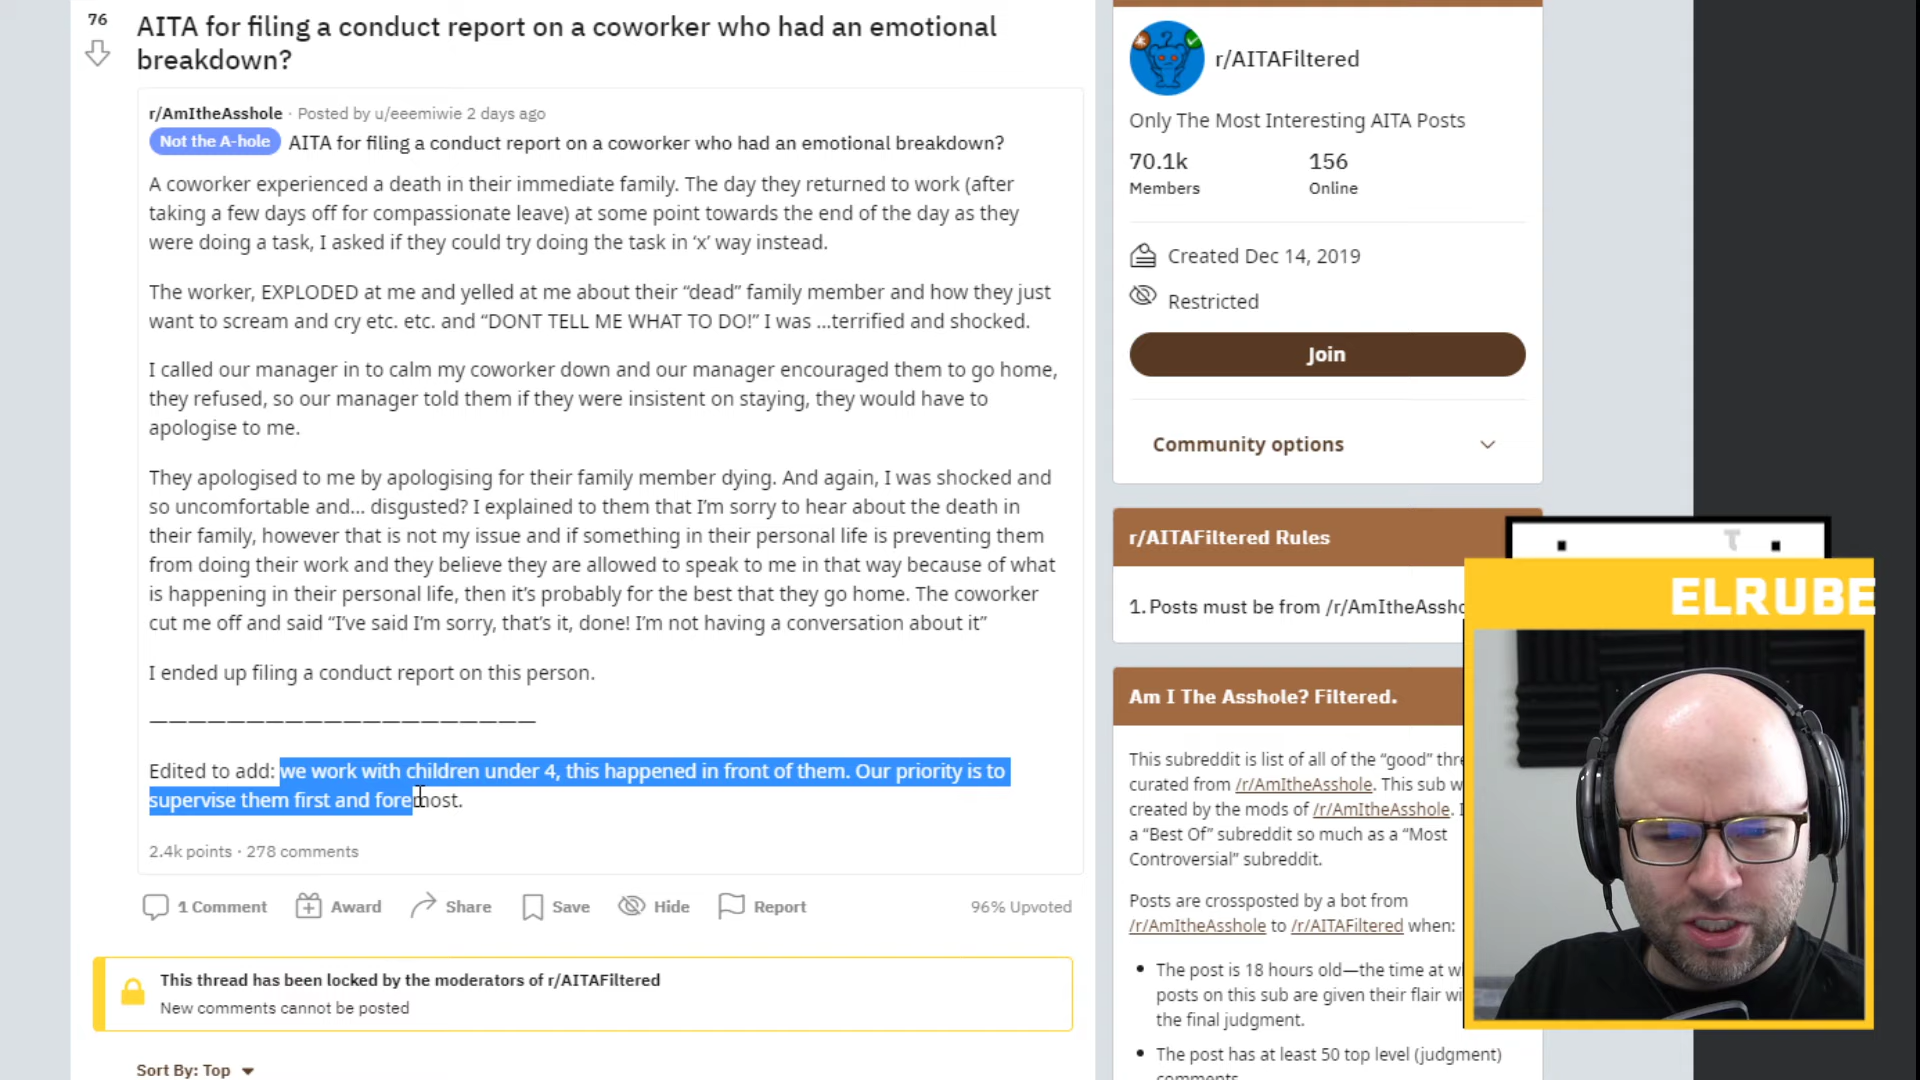 76
AITA for filing a conduct report on a coworker who had an emotional
breakdown?
r/AmItheAsshole · Posted by u/eeemiwie 2 days ago
Not the A-hole AITA for filing a conduct report on a coworker who had an emotional breakdown?
A coworker experienced a death in their immediate family. The day they returned to work (after
taking a few days off for compassionate leave) at some point towards the end of the day as they
were doing a task, I asked if they could try doing the task in ‘x’ way instead.
The worker, EXPLODED at me and yelled at me about their “dead” family member and how they just
want to scream and cry etc. etc. and “DONT TELL ME WHAT TO DO!” I was …terrified and shocked.
I called our manager in to calm my coworker down and our manager encouraged them to go home,
they refused, so our manager told them if they were insistent on staying, they would have to
apologise to me.
They apologised to me by apologising for their family member dying. And again, I was shocked and
so uncomfortable and… disgusted? I explained to them that I’m sorry to hear about the death in
their family, however that is not my issue and if something in their personal life is preventing them
from doing their work and they believe they are allowed to speak to me in that way because of what
is happening in their personal life, then it’s probably for the best that they go home. The coworker
cut me off and said “I’ve said I’m sorry, that’s it, done! I’m not having a conversation about it”
I ended up filing a conduct report on this person.
————————————————————
Edited to add: we work with children under 4, this happened in front of them. Our priority is to
supervise them first and foremost.
2.4k points · 278 comments
1 Comment Award Share Save Hide Report 96% Upvoted
This thread has been locked by the moderators of r/AITAFiltered
New comments cannot be posted
Sort By: Top
r/AITAFiltered
Only The Most Interesting AITA Posts
70.1k 156
Members Online
Created Dec 14, 2019
Restricted
Join
Community options
r/AITAFiltered Rules
1. Posts must be from /r/AmItheAssho
Am I The Asshole? Filtered.
This subreddit is list of all of the “good” thre
curated from /r/AmItheAsshole. This sub w
created by the mods of /r/AmItheAsshole.
a “Best Of” subreddit so much as a “Most
Controversial” subreddit.
Posts are crossposted by a bot from
/r/AmItheAsshole to /r/AITAFiltered when:
The post is 18 hours old—the time at w
posts on this sub are given their flair wi
the final judgment.
The post has at least 50 top level (judgment)
comments
T
ELRUBE